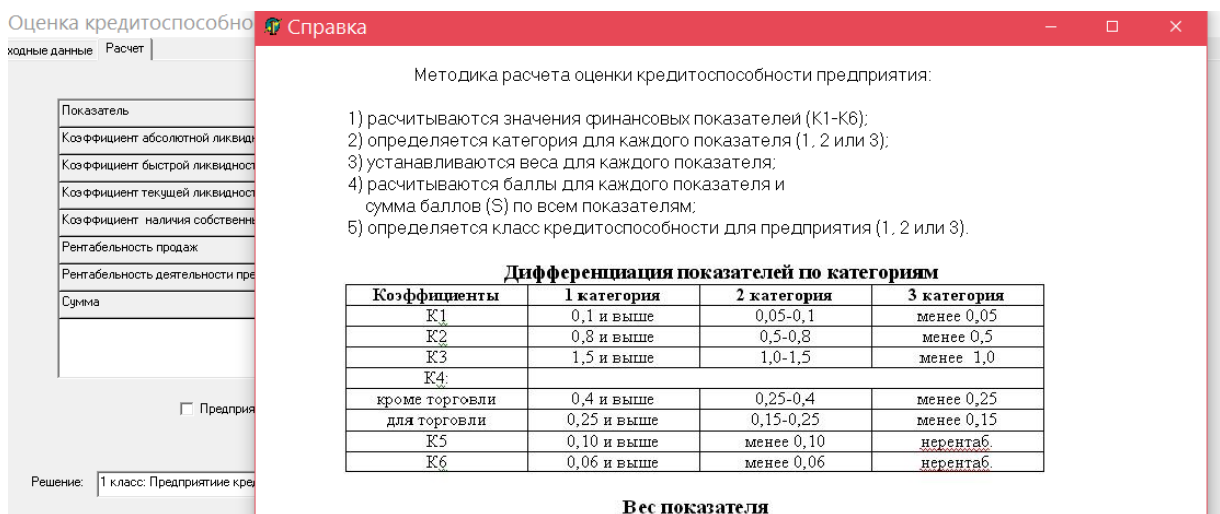 Оценка кредитоспособно
ходные данные Расчет
Показатель
Коэффициент абсолютной ликвидн
Коэффициент быстрой ликвидност
Коэффициент текущей ликвидност
Коэффициент наличия собственны
Рентабельность продаж
Рентабельность деятельности пре
Сумма
Предприя
Решение: 1 класс: Предприятиие кред
Справка
Методика расчета оценки кредитоспособности предприятия:
1) расчитываются значения финансовых показателей (К1-К6);
2) определяется категория для каждого показателя (1, 2 или 3);
3) устанавливаются веса для каждого показателя;
4) расчитываются баллы для каждого показателя и
сумма баллов (S) по всем показателям;
5) определяется класс кредитоспособности для предприятия (1, 2 или 3).
Дифференциация показателей по категориям
Коэффициенты 1 категория 2 категория 3 категория
К1 0,1 и выше 0,05-0,1 менее 0,05
К2 0,8 и выше 0,5-0,8 менее 0,5
К3 1,5 и выше 1,0-1,5 менее 1,0
К4:
кроме торговли 0,4 и выше 0,25-0,4 менее 0,25
для торговли 0,25 и выше 0,15-0,25 менее 0,15
К5 0,10 и выше менее 0,10 нерентаб.
К6 0,06 и выше менее 0,06 нерентаб.
Вес показателя